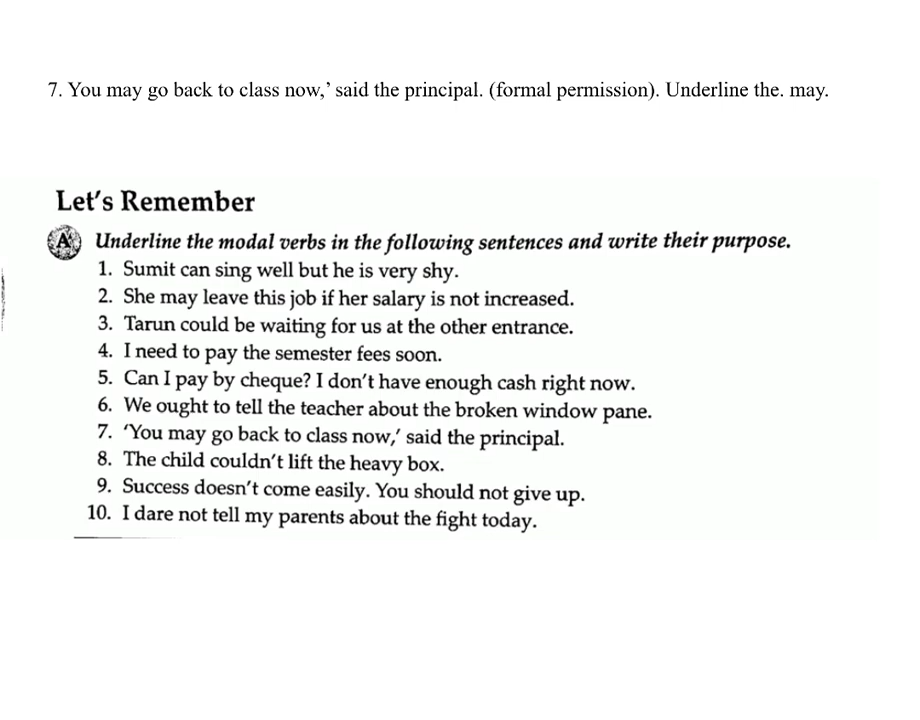 7. You may go back to class now,’ said the principal. (formal permission). Underline the. may.
Let’s Remember
A Underline the modal verbs in the following sentences and write their purpose.
1. Sumit can sing well but he is very shy.
2. She may leave this job if her salary is not increased.
3. Tarun could be waiting for us at the other entrance.
4. I need to pay the semester fees soon.
5. Can I pay by cheque? I don’t have enough cash right now.
6. We ought to tell the teacher about the broken window pane.
7. ‘You may go back to class now,’ said the principal.
8. The child couldn’t lift the heavy box.
9. Success doesn’t come easily. You should not give up.
10. I dare not tell my parents about the fight today.